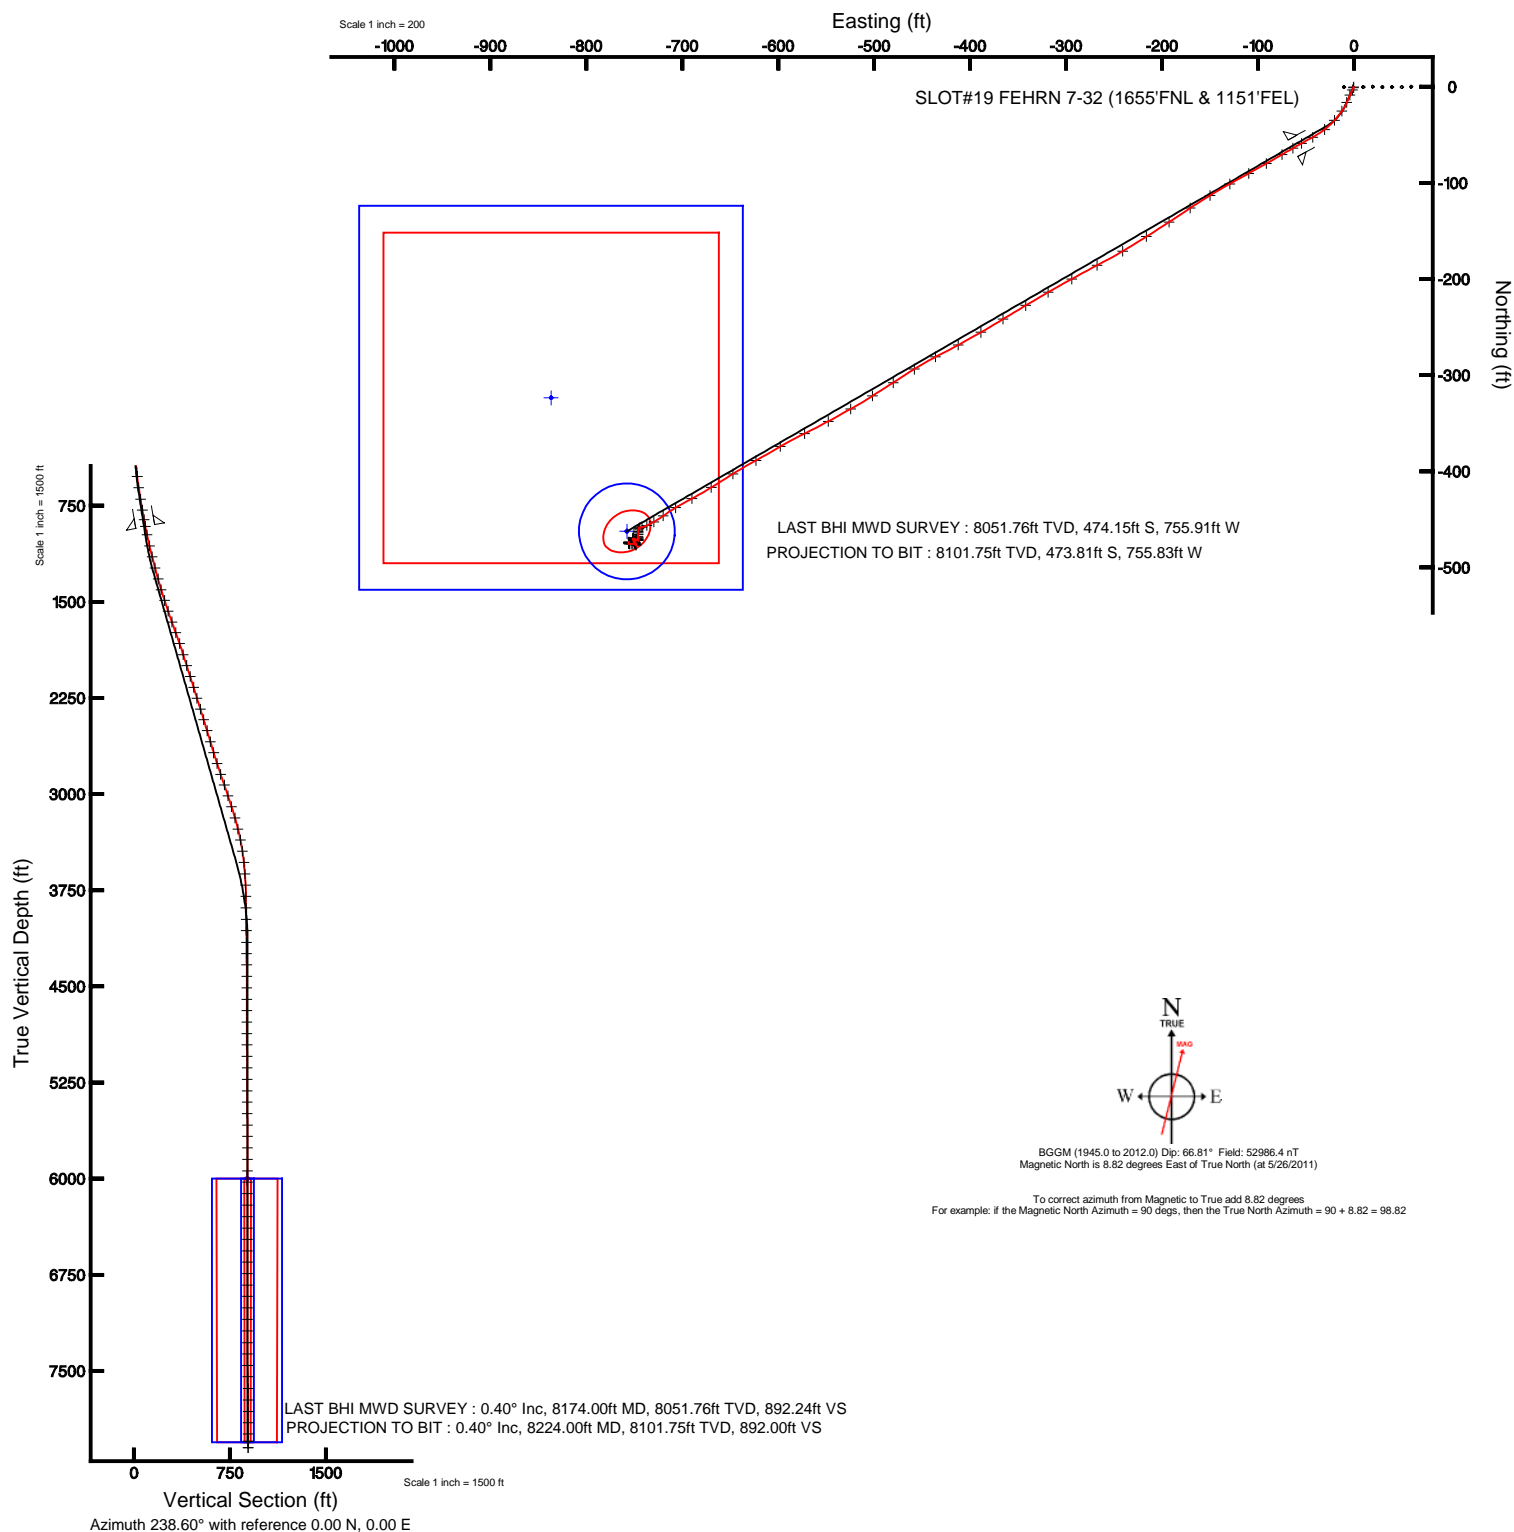 Scale 1 inch = 200
Easting (ft)
-1000 -900 -800 -700 -600 -500 -400 -300 -200 -100 0
SLOT#19 FEHRN 7-32 (1655'FNL & 1151'FEL)
0
-100
-200
-300
-400
-500
Northing (ft)
LAST BHI MWD SURVEY : 8051.76ft TVD, 474.15ft S, 755.91ft W
PROJECTION TO BIT : 8101.75ft TVD, 473.81ft S, 755.83ft W
Scale 1 inch = 1500 ft
True Vertical Depth (ft)
750
1500
2250
3000
3750
4500
5250
6000
6750
7500
LAST BHI MWD SURVEY : 0.40° Inc, 8174.00ft MD, 8051.76ft TVD, 892.24ft VS
PROJECTION TO BIT : 0.40° Inc, 8224.00ft MD, 8101.75ft TVD, 892.00ft VS
0 750 1500
Scale 1 inch = 1500 ft
Vertical Section (ft)
Azimuth 238.60° with reference 0.00 N, 0.00 E
N
TRUE
MAG
W E
BGGM (1945.0 to 2012.0) Dip: 66.81° Field: 52986.4 nT
Magnetic North is 8.82 degrees East of True North (at 5/26/2011)
To correct azimuth from Magnetic to True add 8.82 degrees
For example: if the Magnetic North Azimuth = 90 degs, then the True North Azimuth = 90 + 8.82 = 98.82